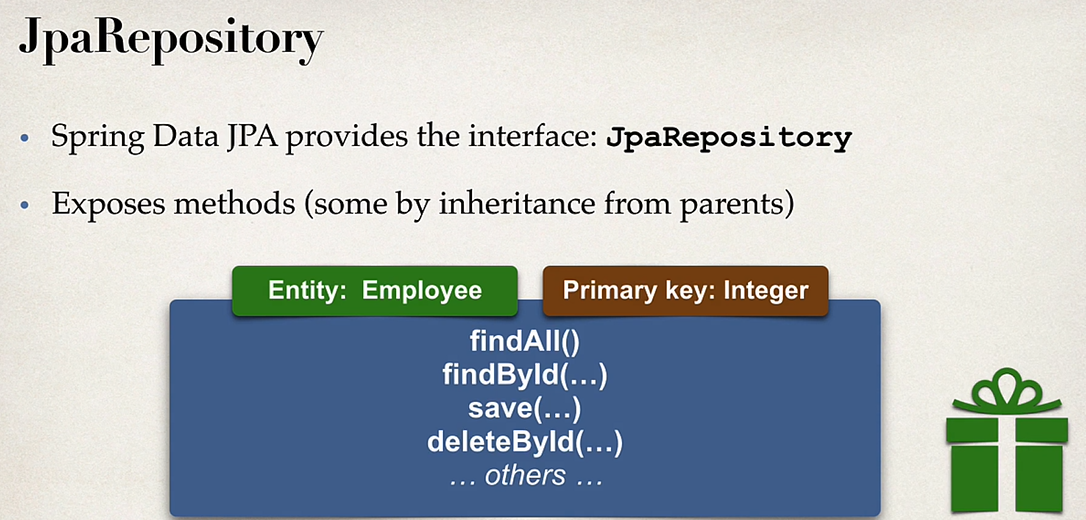 JpaRepository
• Spring Data JPA provides the interface: JpaRepository
• Exposes methods (some by inheritance from parents)
Entity: Employee
Primary key: Integer
findAll()
findById(…)
save(…)
deleteById(…)
… others …